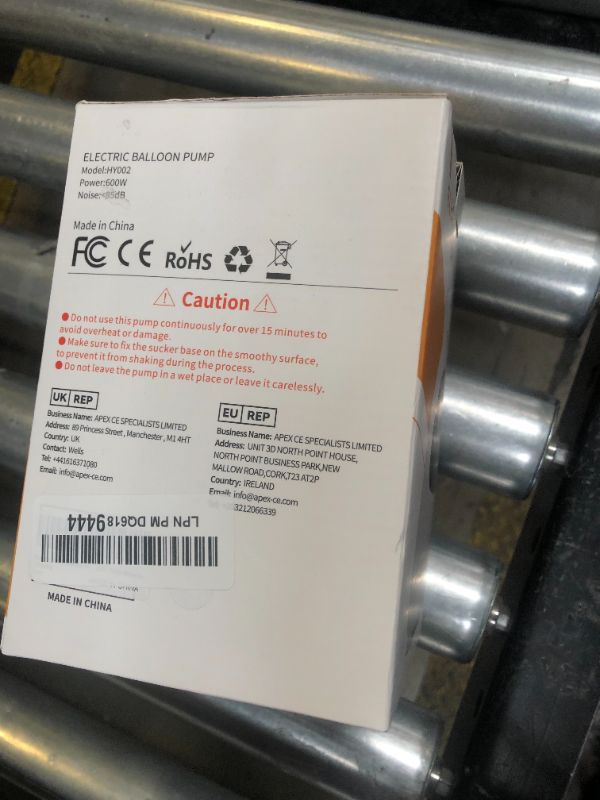 ELECTRIC BALLOON PUMP
Model:HY002
Power:600W
Noise:<85dB
Made in China
FC CE RoHS
Caution
Do not use this pump continuously for over 15 minutes to
avoid overheat or damage.
Make sure to fix the sucker base on the smoothy surface,
to prevent it from shaking during the process.
Do not leave the pump in a wet place or leave it carelessly.
UK REP
Business Name: APEX CE SPECIALISTS LIMITED
Address: 89 Princess Street, Manchester, M1 4HT
Country: UK
Contact: Wells
Tel: +441616371080
Email: info@apex-ce.com
EU REP
Business Name: APEX CE SPECIALISTS LIMITED
Address: UNIT 3D NORTH POINT HOUSE,
NORTH POINT BUSINESS PARK,NEW
MALLOW ROAD,CORK,T23 AT2P
Country: IRELAND
Email: info@apex-ce.com
3212066339
LPN PM DQ6189444
MADE IN CHINA